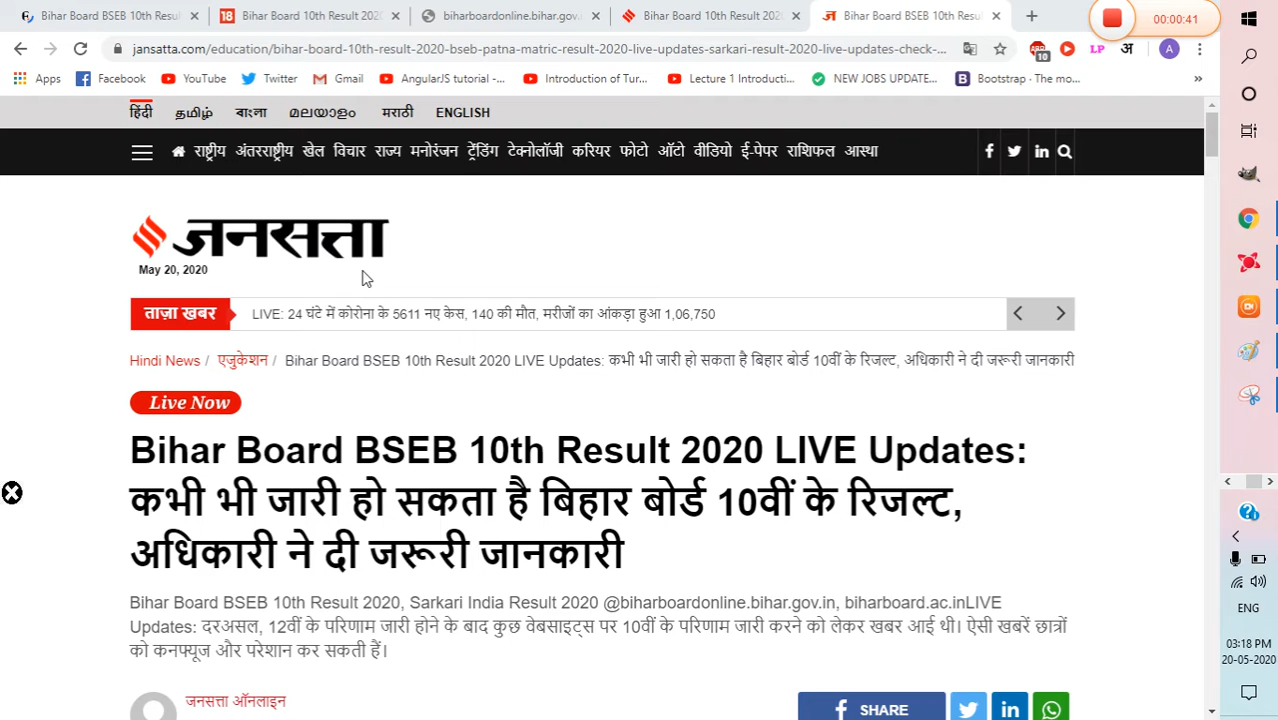 Bihar Board BSEB 10th Result 202
Bihar Board 10th Result 2020
biharboardonline.bihar.gov.in
Bihar Board 10th Result 2020
Bihar Board BSEB 10th Resu
00:00:41
jansatta.com/education/bihar-board-10th-result-2020-bseb-patna-matric-result-2020-live-updates-sarkari-result-2020-live-updates-check-...
ABP
10
LP
अ
A
Apps
Facebook
YouTube
Twitter
Gmail
AngularJS tutorial -...
Introduction of Tur...
Lecture 1 Introducti...
NEW JOBS UPDATE...
Bootstrap · The mo...
हिंदी தமிழ் বাংলা മലയാളം मराठी ENGLISH
राष्ट्रीय अंतरराष्ट्रीय खेल विचार राज्य मनोरंजन ट्रेंडिंग टेक्नोलॉजी करियर फोटो ऑटो वीडियो ई-पेपर राशिफल आस्था
जनसत्ता
May 20, 2020
ताज़ा खबर
LIVE: 24 घंटे में कोरोना के 5611 नए केस, 140 की मौत, मरीजों का आंकड़ा हुआ 1,06,750
Hindi News / एजुकेशन / Bihar Board BSEB 10th Result 2020 LIVE Updates: कभी भी जारी हो सकता है बिहार बोर्ड 10वीं के रिजल्ट, अधिकारी ने दी जरूरी जानकारी
Live Now
Bihar Board BSEB 10th Result 2020 LIVE Updates:
कभी भी जारी हो सकता है बिहार बोर्ड 10वीं के रिजल्ट,
अधिकारी ने दी जरूरी जानकारी
Bihar Board BSEB 10th Result 2020, Sarkari India Result 2020 @biharboardonline.bihar.gov.in, biharboard.ac.inLIVE
Updates: दरअसल, 12वीं के परिणाम जारी होने के बाद कुछ वेबसाइट्स पर 10वीं के परिणाम जारी करने को लेकर खबर आई थी। ऐसी खबरें छात्रों
को कनफ्यूज और परेशान कर सकती हैं।
जनसत्ता ऑनलाइन
SHARE
ENG
03:18 PM
20-05-2020